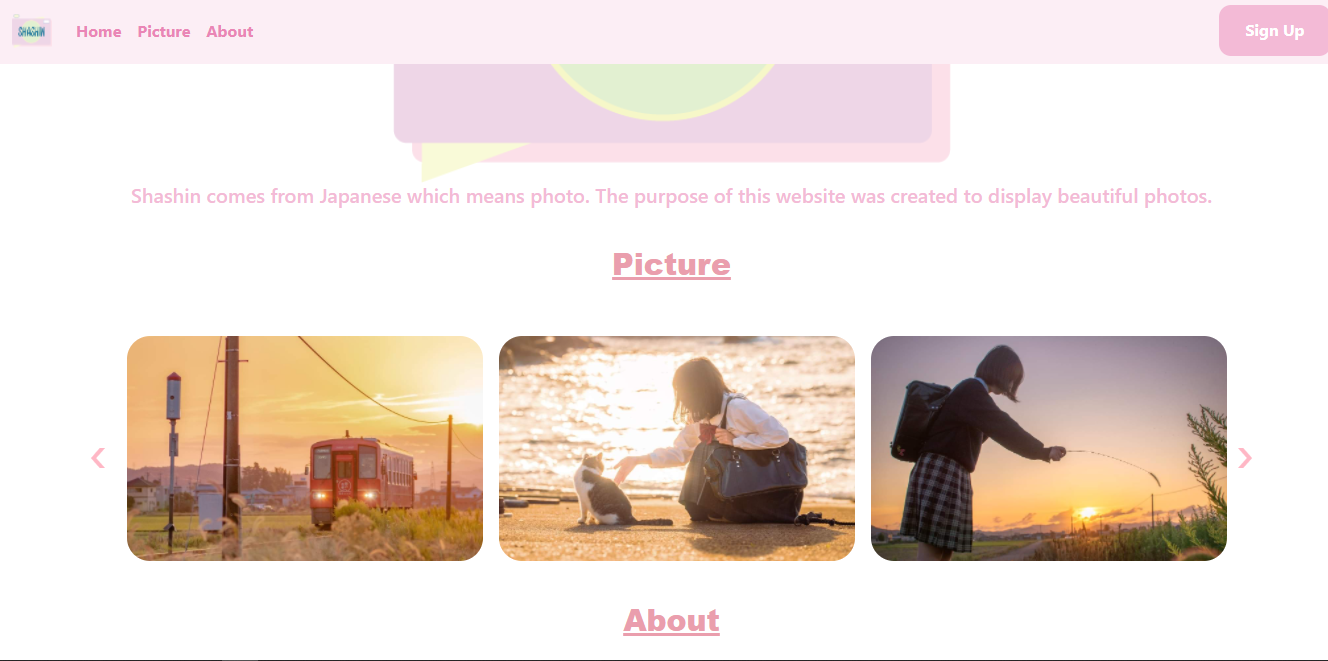 SHASHIN
Home Picture About
Sign Up
Shashin comes from Japanese which means photo. The purpose of this website was created to display beautiful photos.
Picture
About